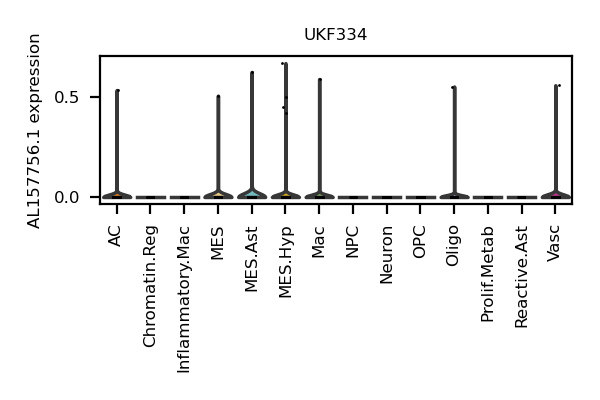 UKF334
AL157756.1 expression
0.5
0.0
AC
Chromatin.Reg
Inflammatory.Mac
MES
MES.Ast
MES.Hyp
Mac
NPC
Neuron
OPC
Oligo
Prolif.Metab
Reactive.Ast
Vasc